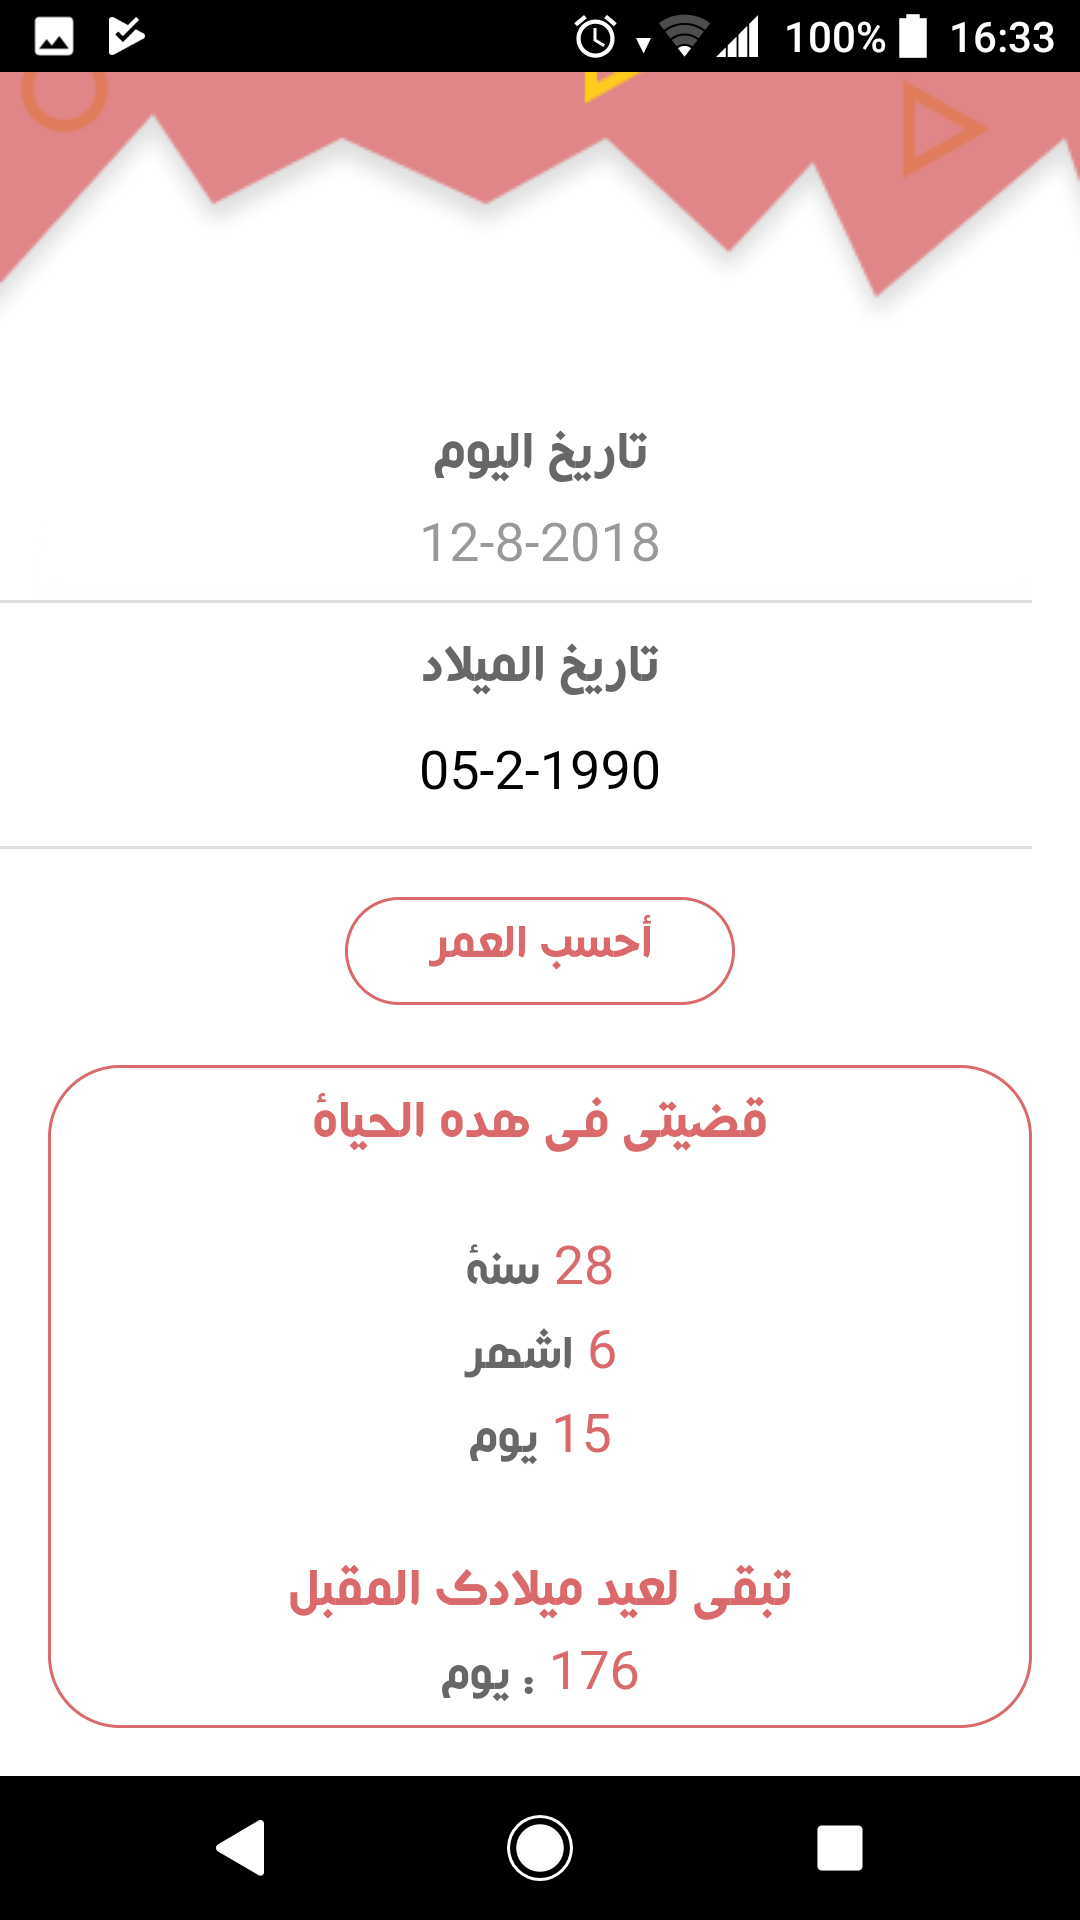 100% 16:33
تاريخ اليوم
12-8-2018
تاريخ الميلاد
05-2-1990
أحسب العمر
قضيتى فى هده الحياة
28 سنة
6 اشهر
15 يوم
تبقى لعيد ميلادك المقبل
176 : يوم